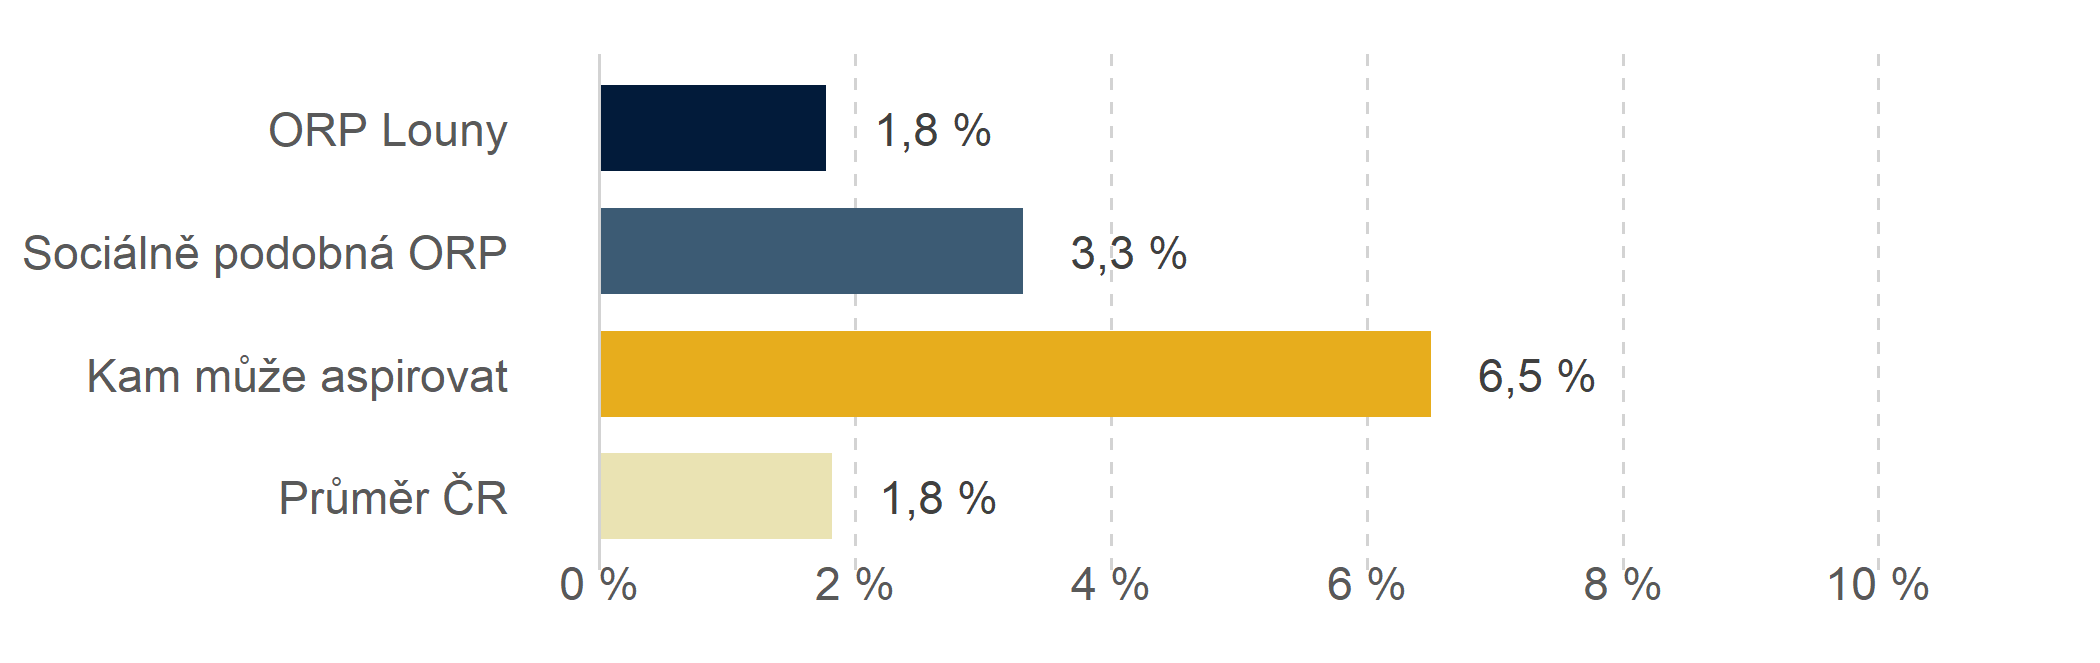 ORP Louny
1,8 %
Sociálně podobná ORP
3,3 %
Kam může aspirovat
6,5 %
Průměr ČR
1,8 %
0 % 2 % 4 % 6 % 8 % 10 %